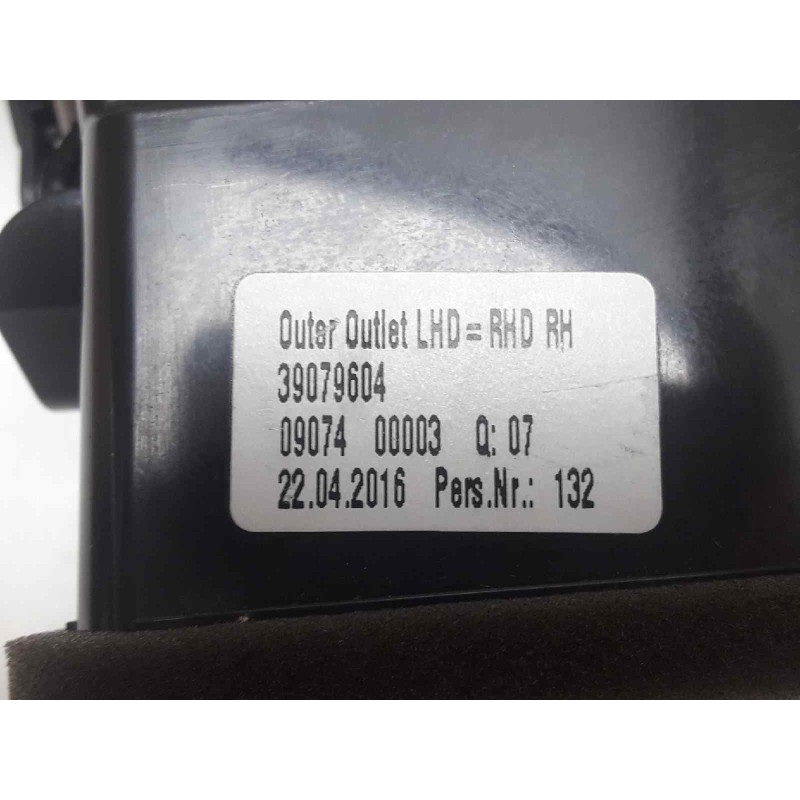 Outer Outlet LHD = RHD RH
39079604
09074 00003 Q: 07
22.04.2016 Pers.Nr.: 132